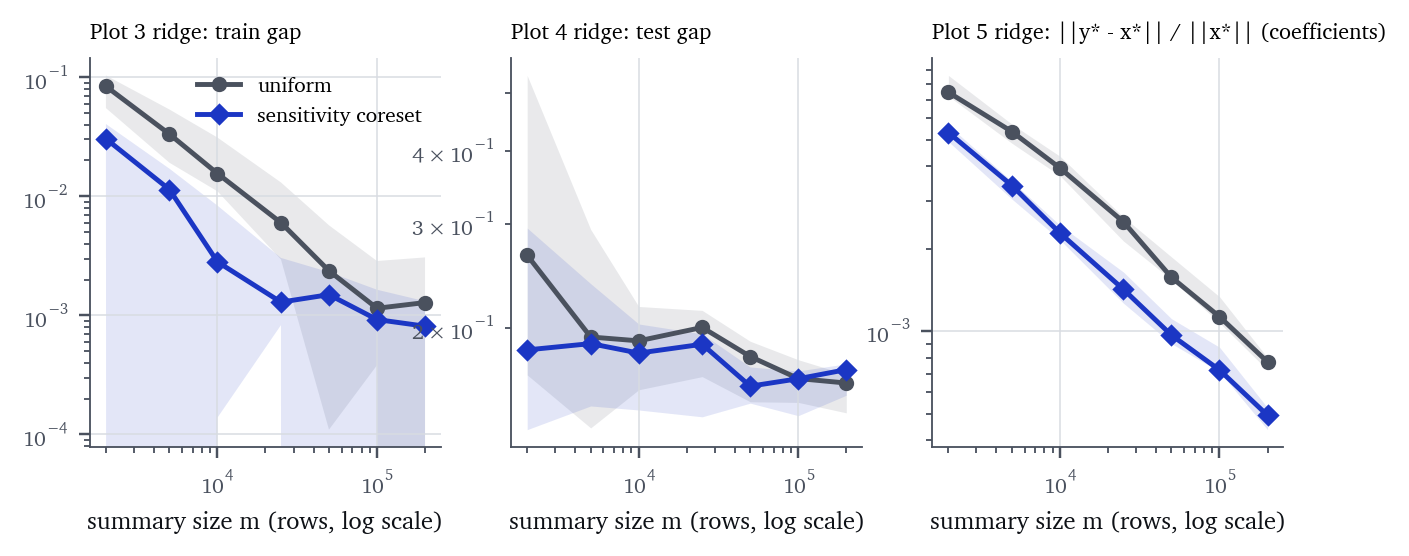 Plot 3 ridge: train gap
10^-1
10^-2
10^-3
10^-4
uniform
sensitivity coreset
10^4
10^5
summary size m (rows, log scale)
Plot 4 ridge: test gap
4 × 10^-1
3 × 10^-1
2 × 10^-1
10^4
10^5
summary size m (rows, log scale)
Plot 5 ridge: ||y* - x*|| / ||x*|| (coefficients)
10^-3
10^4
10^5
summary size m (rows, log scale)